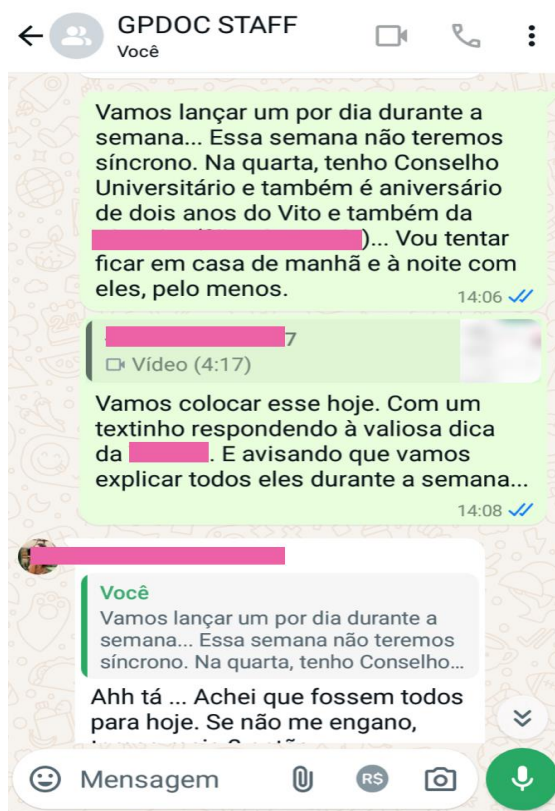 GPDOC STAFF
Você
Vamos lançar um por dia durante a
semana... Essa semana não teremos
síncrono. Na quarta, tenho Conselho
Universitário e também é aniversário
de dois anos do Vito e também da
)... Vou tentar
ficar em casa de manhã e à noite com
eles, pelo menos.
14:06
7
Vídeo (4:17)
Vamos colocar esse hoje. Com um
textinho respondendo à valiosa dica
da . E avisando que vamos
explicar todos eles durante a semana...
14:08
Você
Vamos lançar um por dia durante a
semana... Essa semana não teremos
síncrono. Na quarta, tenho Conselho...
Ahh tá ... Achei que fossem todos
para hoje. Se não me engano,
Mensagem
R$